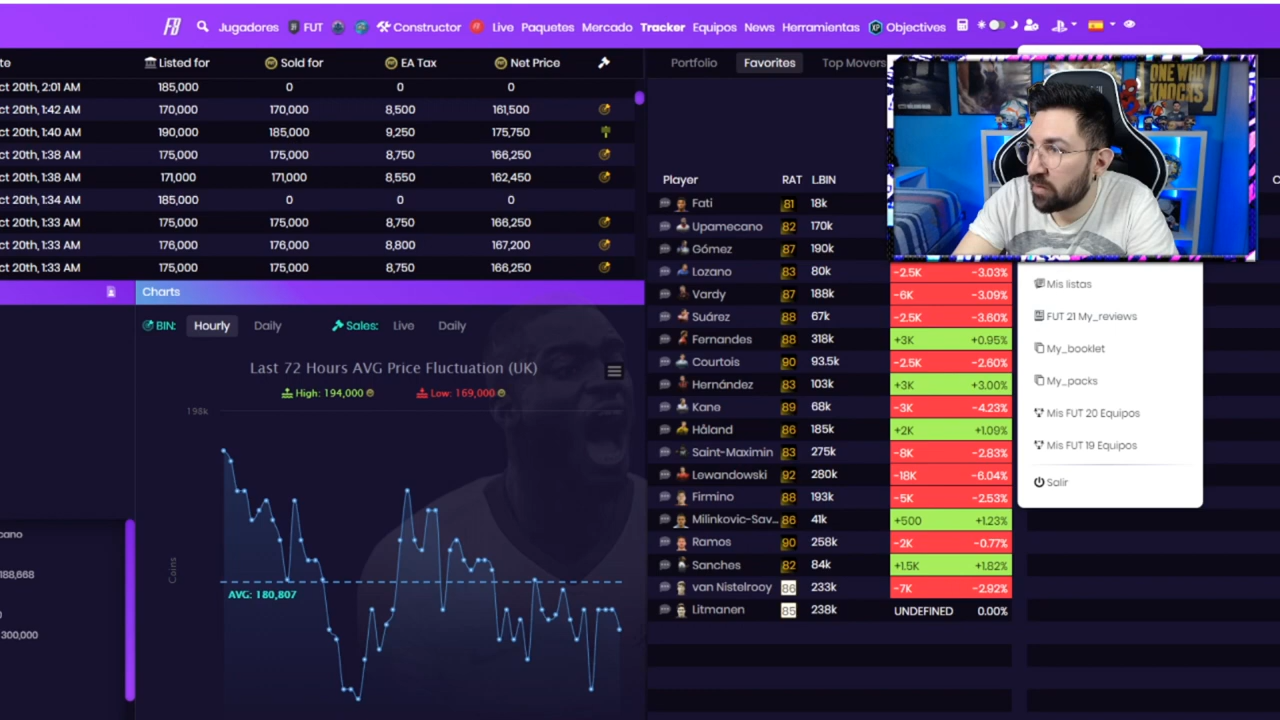 Jugadores FUT Constructor Live Paquetes Mercado Tracker Equipos News Herramientas XP Objectives
te Listed for Sold for EA Tax Net Price
ct 20th, 2:01 AM 185,000 0 0 0
ct 20th, 1:42 AM 170,000 170,000 8,500 161,500
ct 20th, 1:40 AM 190,000 185,000 9,250 175,750
ct 20th, 1:38 AM 175,000 175,000 8,750 166,250
ct 20th, 1:38 AM 171,000 171,000 8,550 162,450
ct 20th, 1:34 AM 185,000 0 0 0
ct 20th, 1:33 AM 175,000 175,000 8,750 166,250
ct 20th, 1:33 AM 176,000 176,000 8,800 167,200
ct 20th, 1:33 AM 175,000 175,000 8,750 166,250
Charts
BIN: Hourly Daily Sales: Live Daily
Last 72 Hours AVG Price Fluctuation (UK)
High: 194,000 Low: 169,000
198k
Coins
AVG: 180,807
cano
188,668
300,000
Portfolio Favorites Top Movers
ONE WHO
KNOCKS
Player RAT LBIN
Fati 81 18k
Upamecano 82 170k
Gómez 87 190k
Lozano 83 80k -2.5K -3.03%
Vardy 87 188k -6K -3.09%
Suárez 88 67k -2.5K -3.60%
Fernandes 88 318k +3K +0.95%
Courtois 90 93.5k -2.5K -2.60%
Hernández 83 103k +3K +3.00%
Kane 89 68k -3K -4.23%
Håland 86 185k +2K +1.09%
Saint-Maximin 83 275k -8K -2.83%
Lewandowski 92 280k -18K -6.04%
Firmino 88 193k -5K -2.53%
Milinkovic-Sav... 86 41k +500 +1.23%
Ramos 90 258k -2K -0.77%
Sanches 82 84k +1.5K +1.82%
van Nistelrooy 86 233k -7K -2.92%
Litmanen 85 238k UNDEFINED 0.00%
Mis listas
FUT 21 My_reviews
My_booklet
My_packs
Mis FUT 20 Equipos
Mis FUT 19 Equipos
Salir